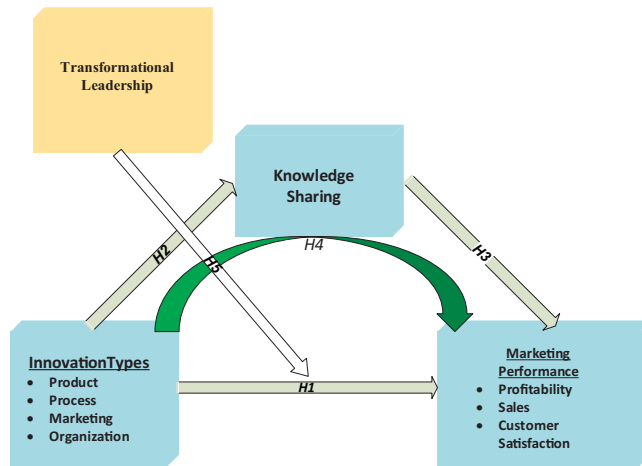 Transformational
Leadership
Knowledge
Sharing
H2
H5
H4
H3
InnovationTypes
• Product
• Process
• Marketing
• Organization
H1
Marketing
Performance
• Profitability
• Sales
• Customer
Satisfaction